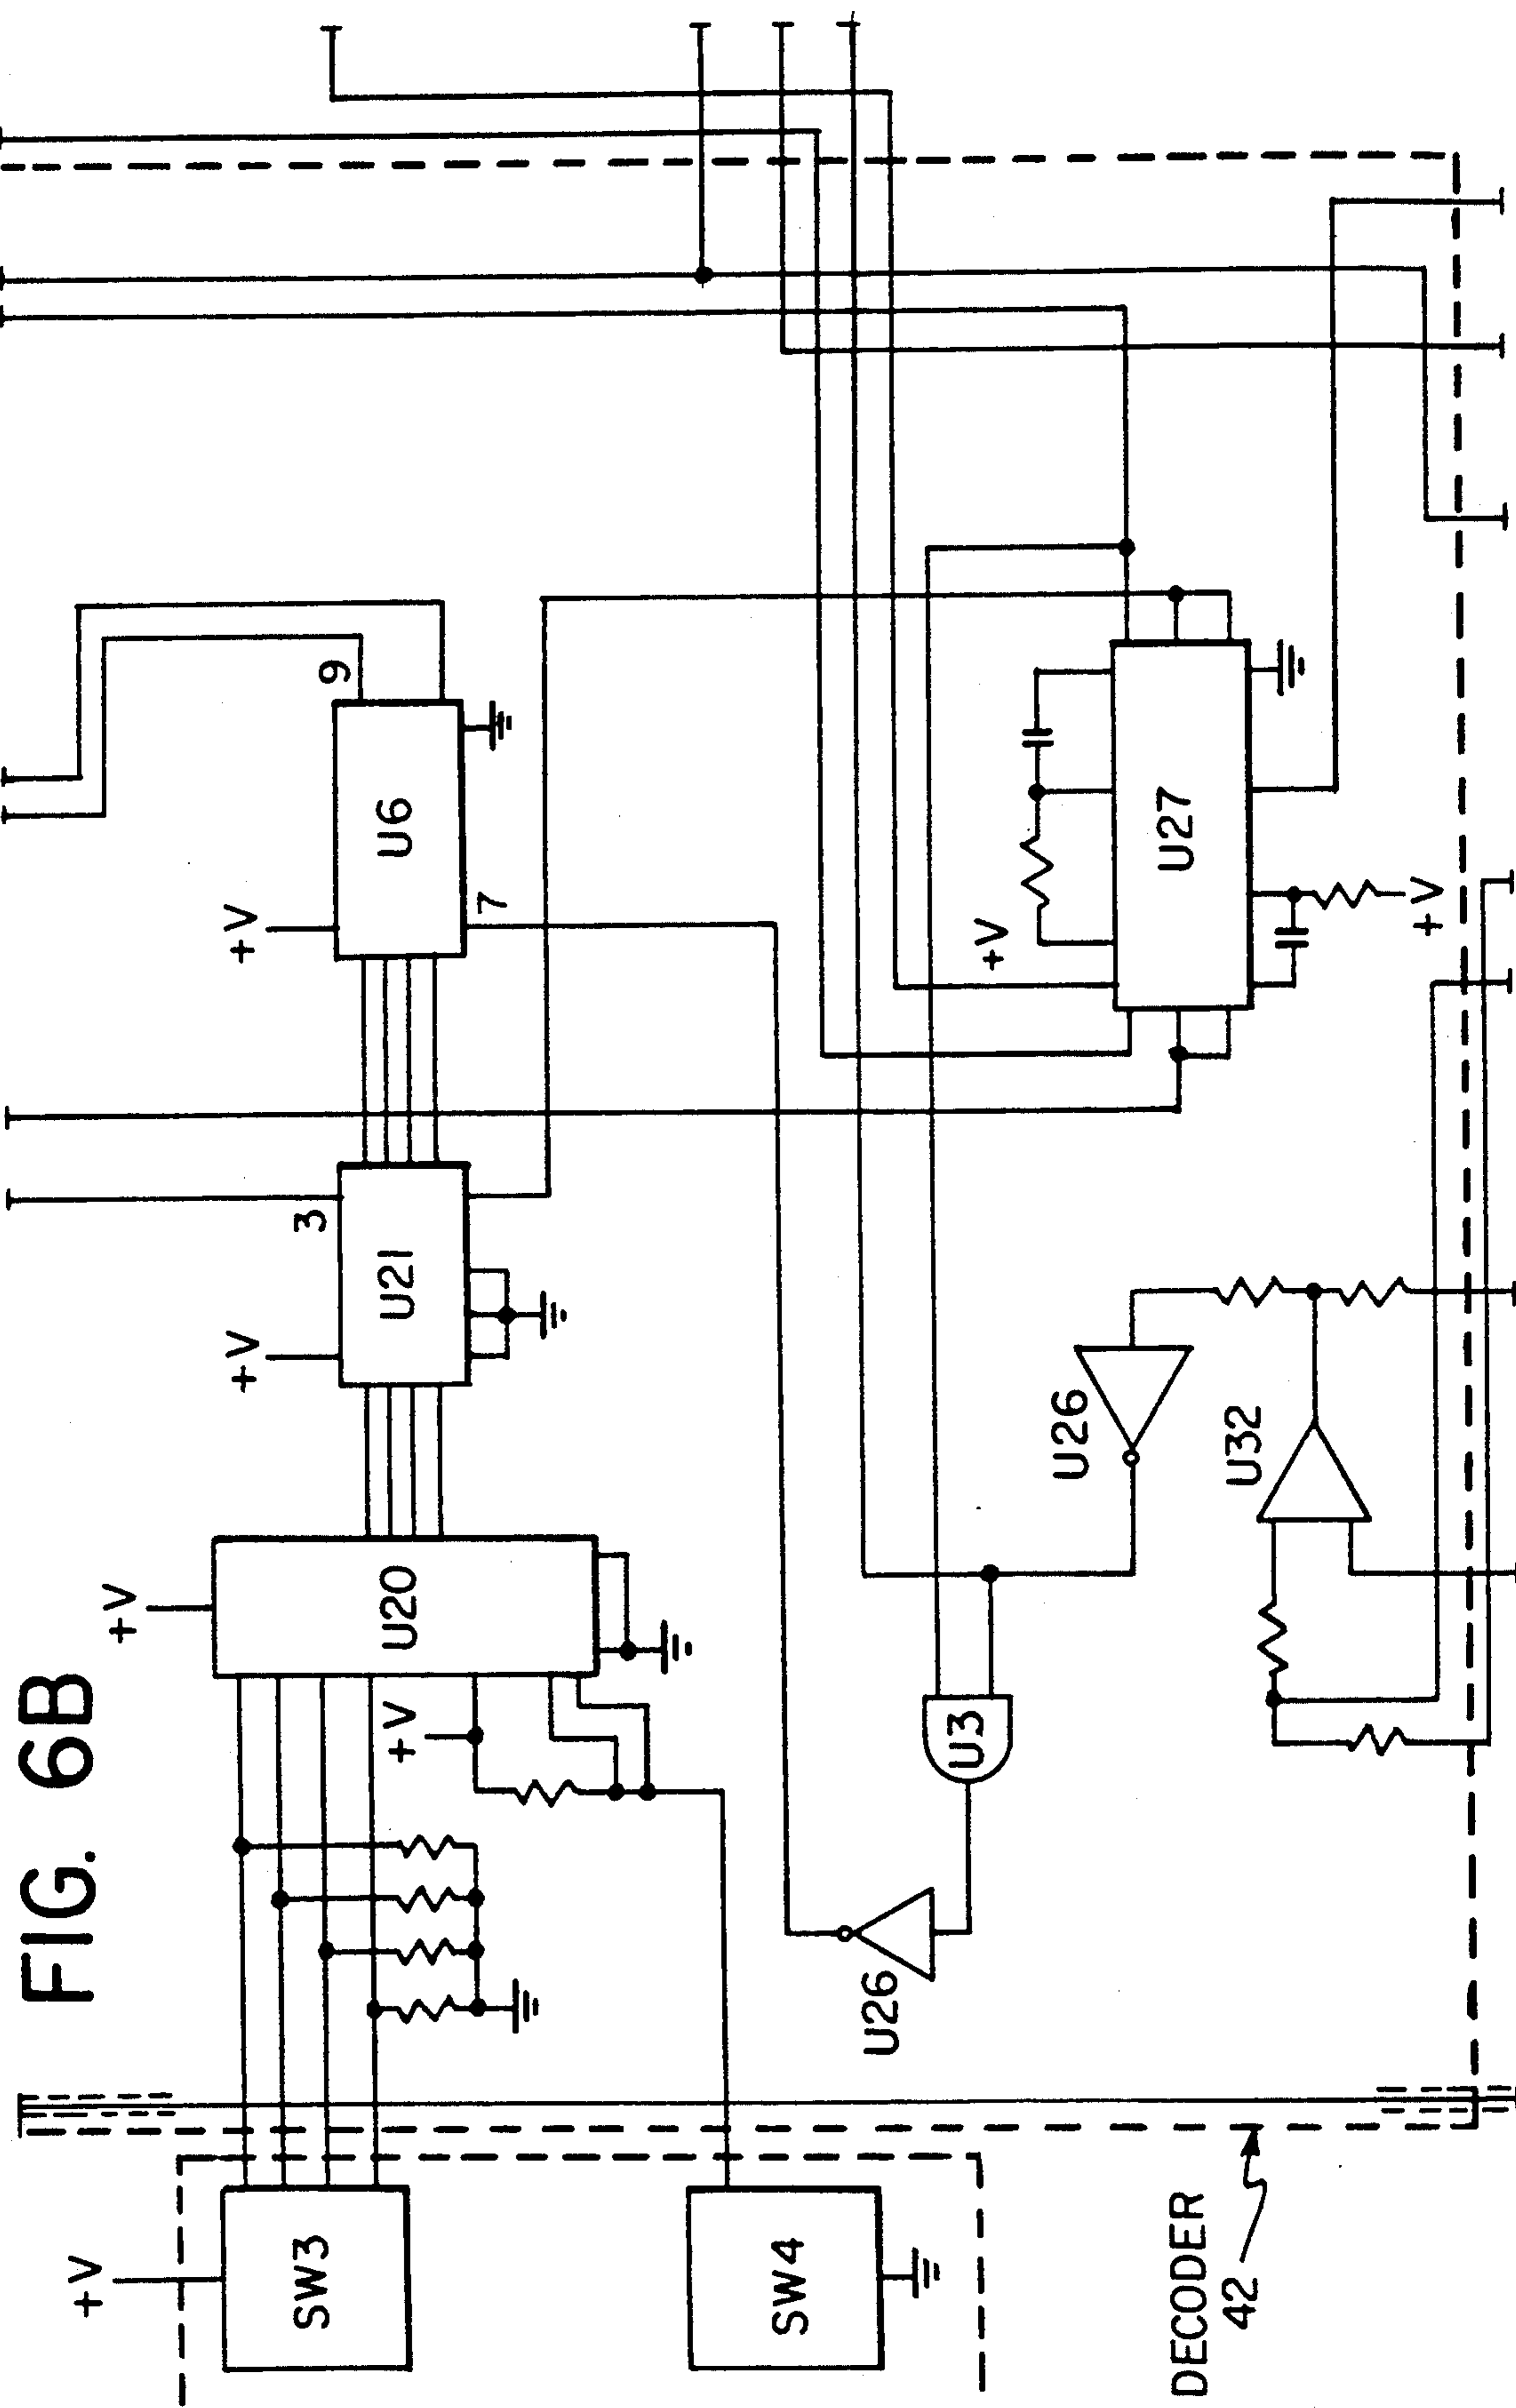 FIG. 6B
+V
SW3
SW4
DECODER
42
+V
U20
+V
+V
U21
3
+V
U6
9
7
U26
U3
U26
U32
+V
U27
+V